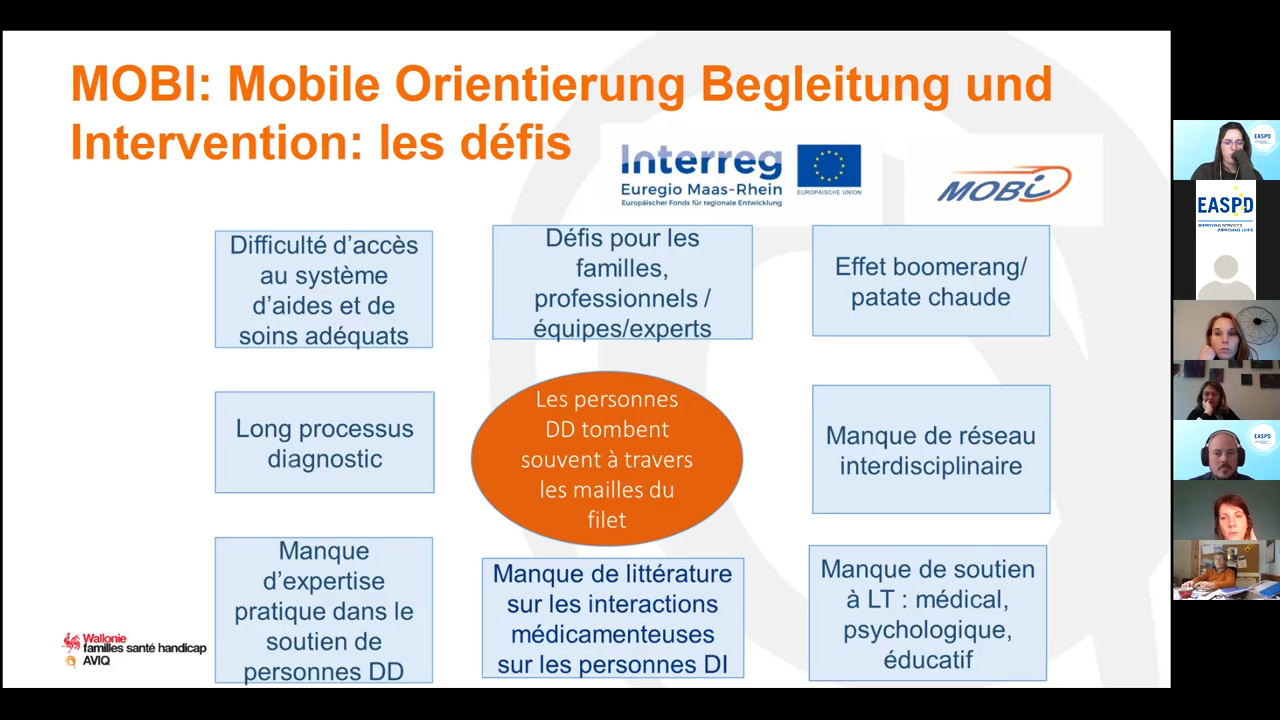 MOBI: Mobile Orientierung Begleitung und
Intervention: les défis
Interreg
Euregio Maas-Rhein
Europäischer Fonds für regionale Entwicklung
EUROPÄISCHE UNION
MOBi
Difficulté d’accès
au système
d’aides et de
soins adéquats
Défis pour les
familles,
professionnels /
équipes/experts
Effet boomerang/
patate chaude
Long processus
diagnostic
Les personnes
DD tombent
souvent à travers
les mailles du
filet
Manque de réseau
interdisciplinaire
Manque
d’expertise
pratique dans le
soutien de
personnes DD
Manque de littérature
sur les interactions
médicamenteuses
sur les personnes DI
Manque de soutien
à LT : médical,
psychologique,
éducatif
Wallonie
familles santé handicap
AVIQ
EASPD
EASPD
IMPROVING SERVICES
IMPROVING LIVES
EASPD